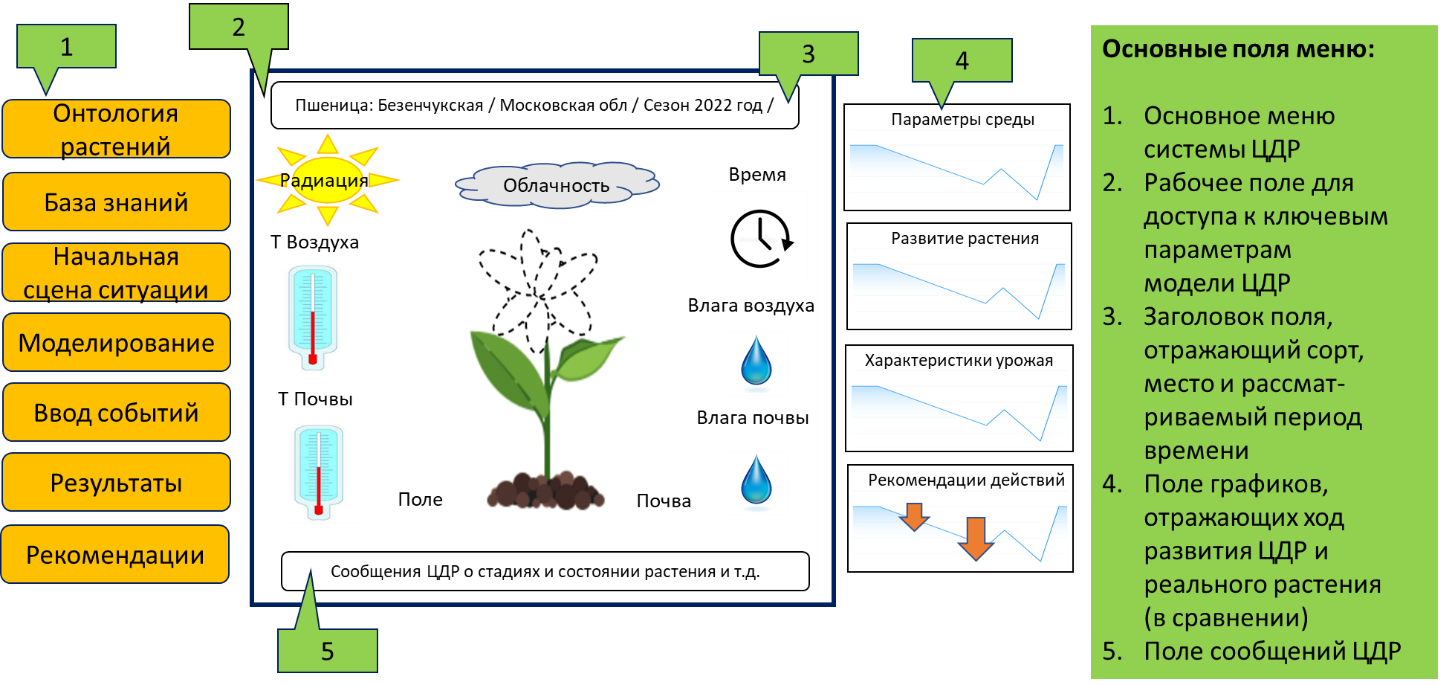 1
2
3
4
5
Онтология
растений
База знаний
Начальная
сцена ситуации
Моделирование
Ввод событий
Результаты
Рекомендации
Пшеница: Безенчукская / Московская обл / Сезон 2022 год /
Радиация
Облачность
Время
Т Воздуха
Влага воздуха
Т Почвы
Влага почвы
Поле
Почва
Сообщения ЦДР о стадиях и состоянии растения и т.д.
Параметры среды
Развитие растения
Характеристики урожая
Рекомендации действий
Основные поля меню:
1. Основное меню
системы ЦДР
2. Рабочее поле для
доступа к ключевым
параметрам
модели ЦДР
3. Заголовок поля,
отражающий сорт,
место и рассмат-
риваемый период
времени
4. Поле графиков,
отражающих ход
развития ЦДР и
реального растения
(в сравнении)
5. Поле сообщений ЦДР